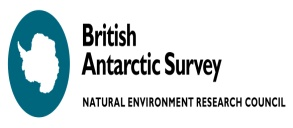 British
Antarctic Survey
NATURAL ENVIRONMENT RESEARCH COUNCIL